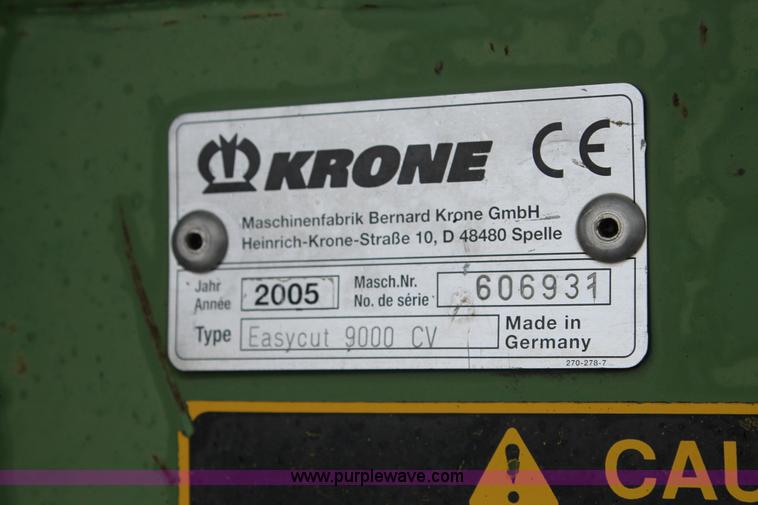 KRONE CE
Maschinenfabrik Bernard Krone GmbH
Heinrich-Krone-Straße 10, D 48480 Spelle
Jahr
Année
2005
Masch.Nr.
No. de série
606931
Type Easycut 9000 CV
Made in
Germany
270-278-7
CAU
www.purplewave.com